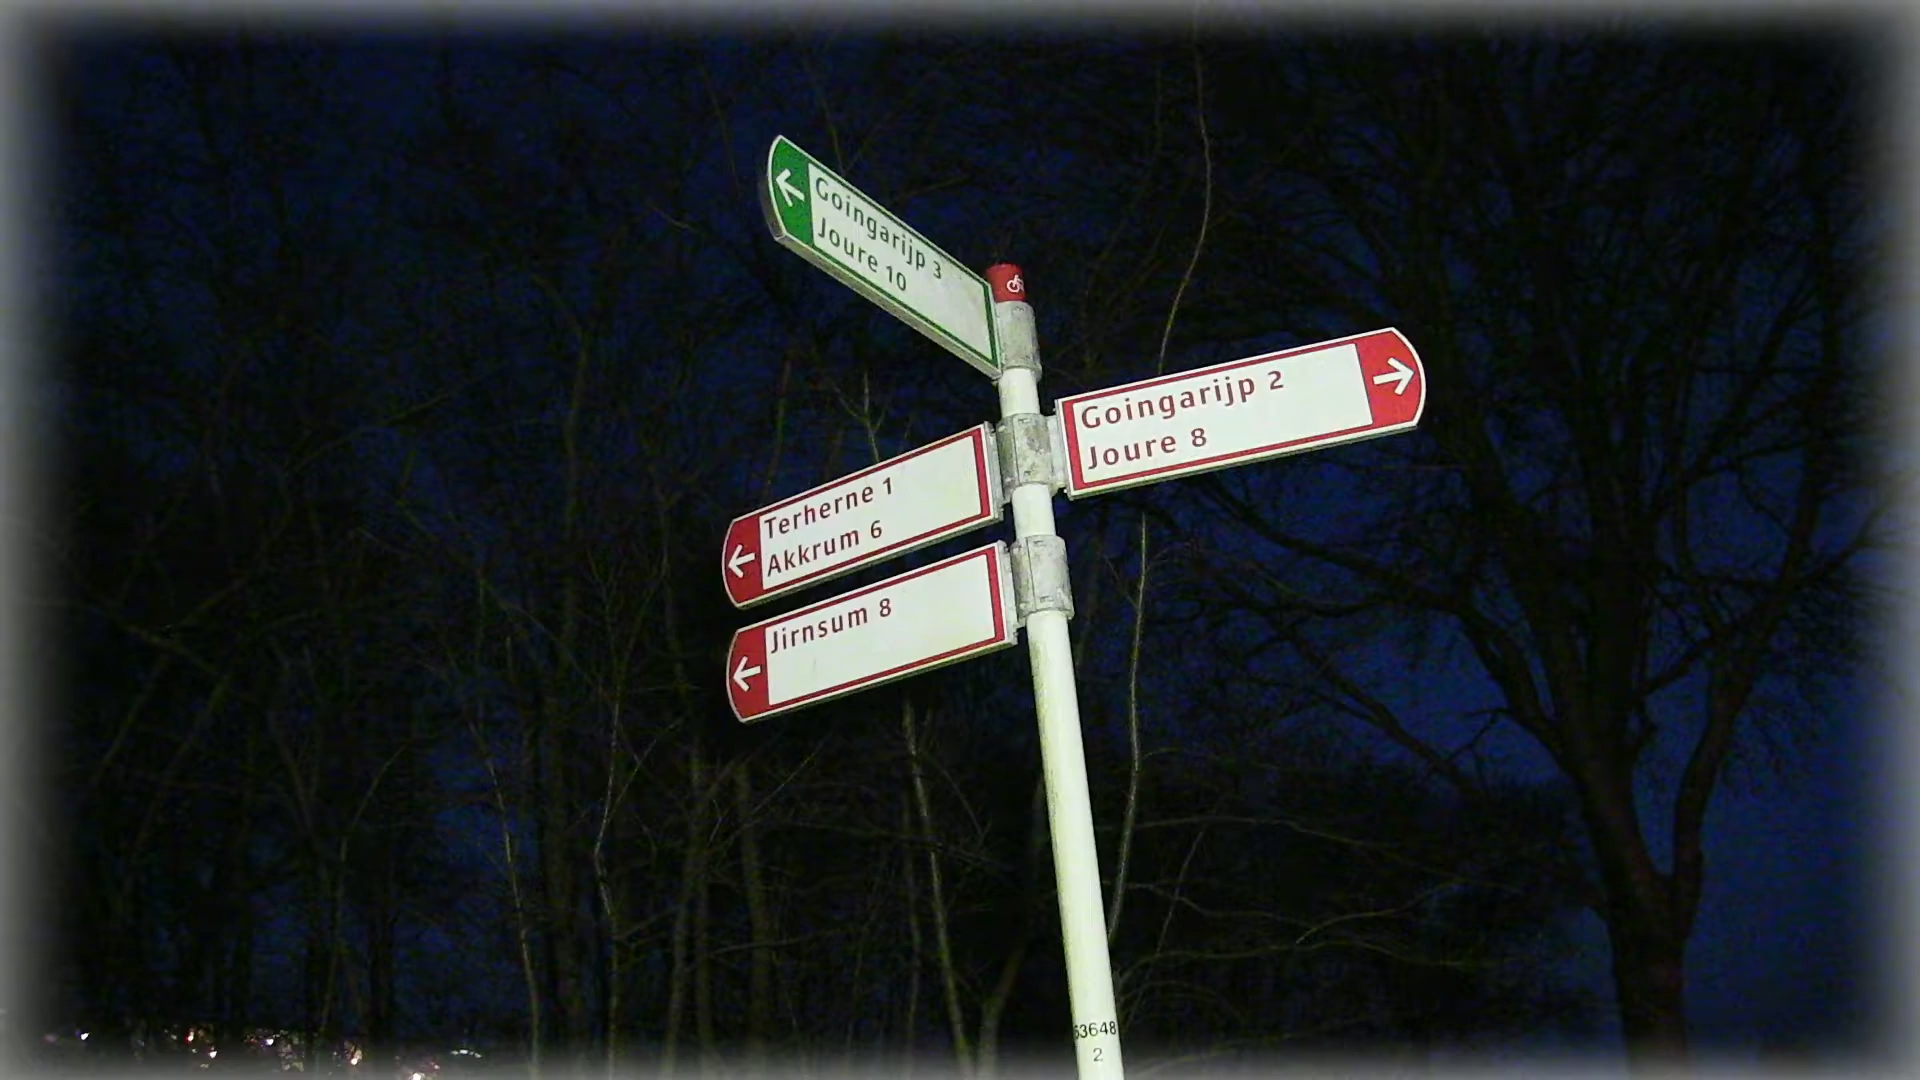 Goingarijp 3
Joure 10
Goingarijp 2
Joure 8
Terherne 1
Akkrum 6
Jirnsum 8
63648
2